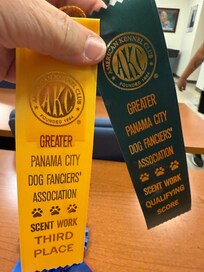 AMERICAN KENNEL CLUB
AKC
FOUNDED 1884
GREATER
PANAMA CITY
DOG FANCIERS'
ASSOCIATION
SCENT WORK
THIRD
PLACE
AMERICAN KENNEL CLUB
AKC
FOUNDED 1884
GREATER
PANAMA CITY
DOG FANCIERS'
ASSOCIATION
SCENT WORK
QUALIFYING
SCORE